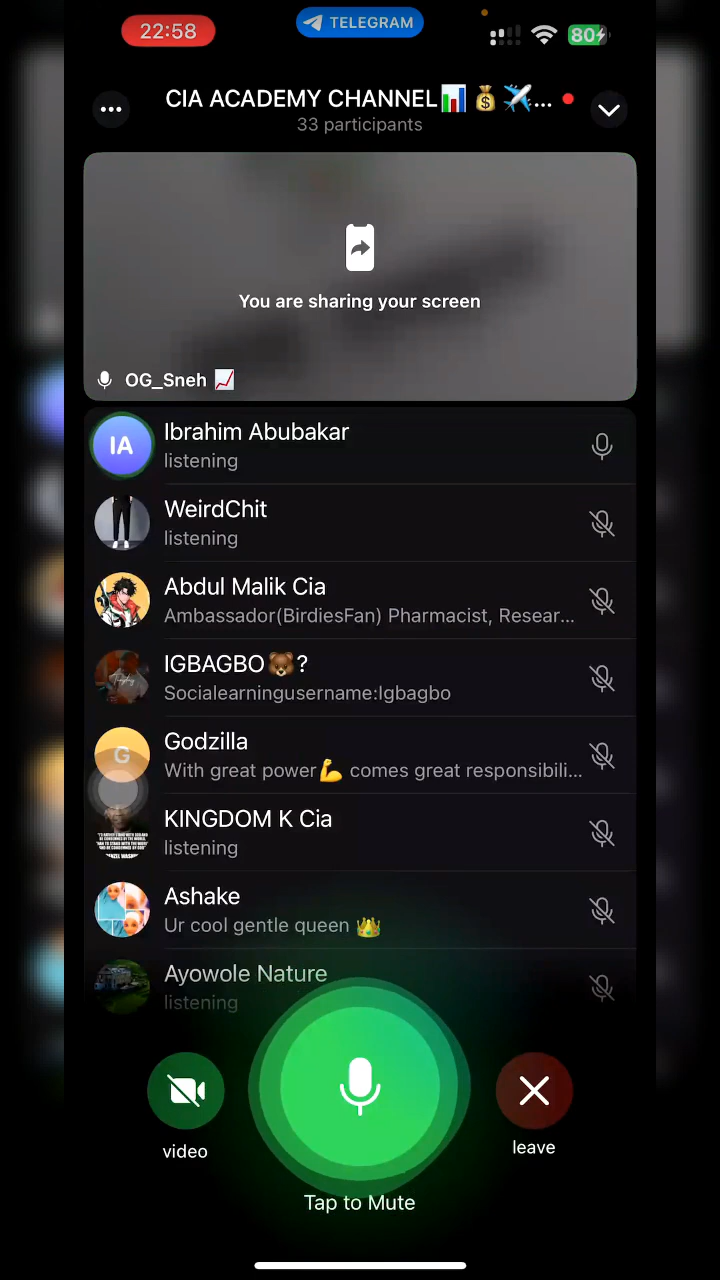 22:58
TELEGRAM
80
CIA ACADEMY CHANNEL📊 💰 ✈️...
33 participants
You are sharing your screen
OG_Sneh 📈
IA
Ibrahim Abubakar
listening
WeirdChit
listening
Abdul Malik Cia
Ambassador(BirdiesFan) Pharmacist, Resear...
IGBAGBO🐻?
Socialearningusername:Igbagbo
G
Godzilla
With great power💪 comes great responsibili...
KINGDOM K Cia
listening
Ashake
Ur cool gentle queen 👑
Ayowole Nature
listening
video
leave
Tap to Mute